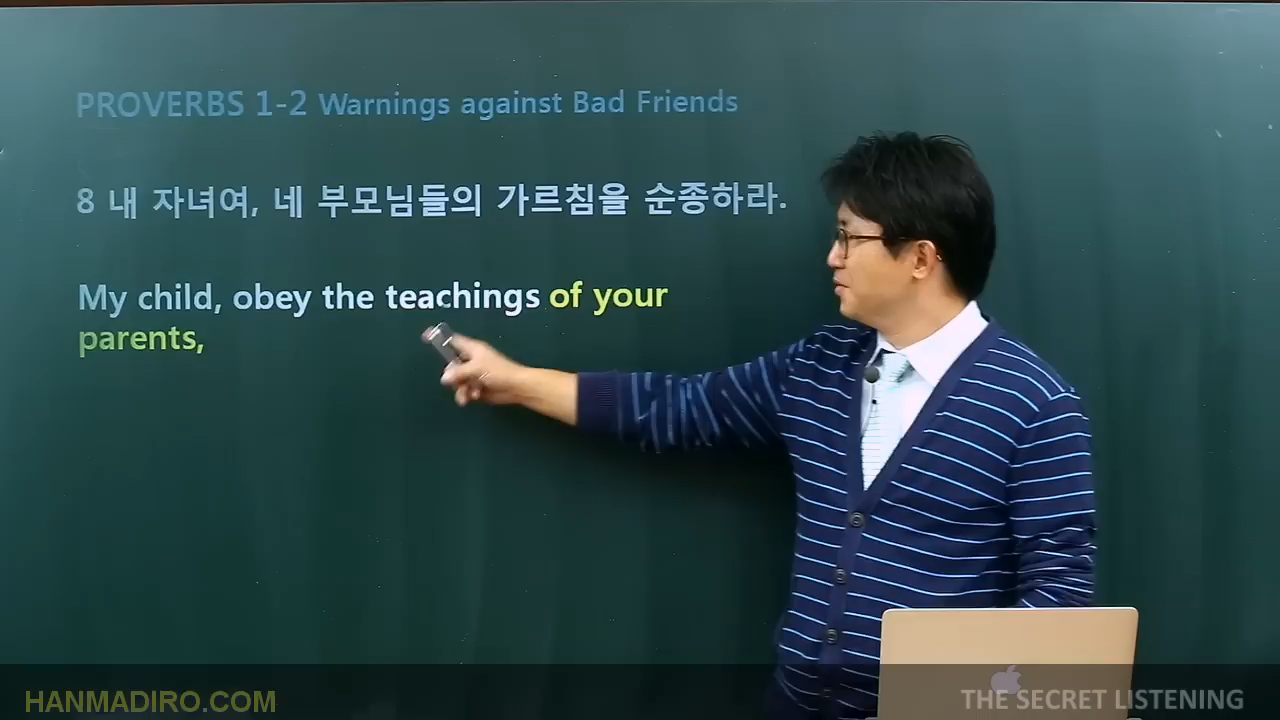 PROVERBS 1-2 Warnings against Bad Friends
8 내 자녀여, 네 부모님들의 가르침을 순종하라.
My child, obey the teachings of your
parents,
HANMADIRO.COM
THE SECRET LISTENING